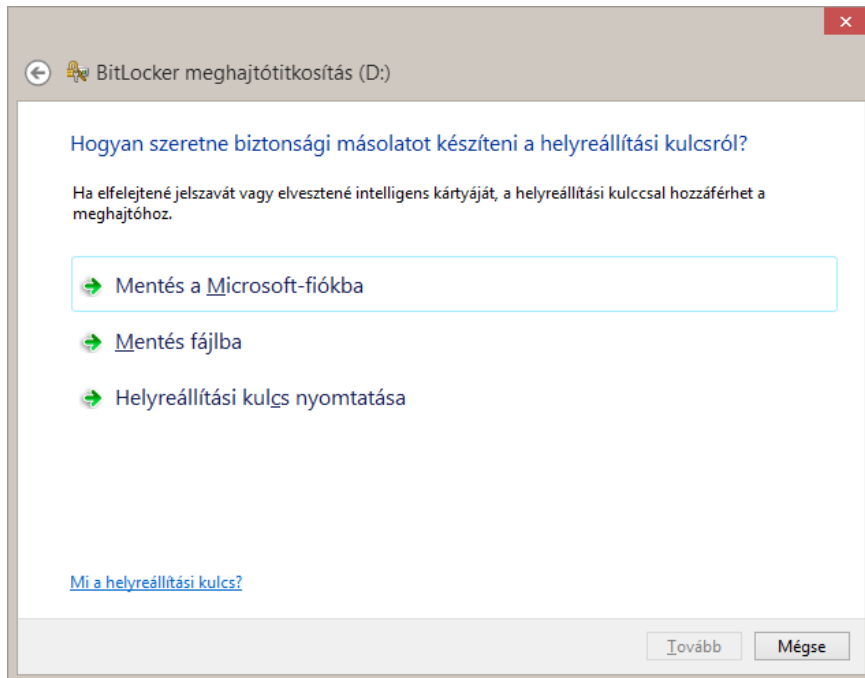 BitLocker meghajtótitkosítás (D:)
Hogyan szeretne biztonsági másolatot készíteni a helyreállítási kulcsról?
Ha elfelejtené jelszavát vagy elvesztené intelligens kártyáját, a helyreállítási kulccsal hozzáférhet a
meghajtóhoz.
Mentés a Microsoft-fiókba
Mentés fájlba
Helyreállítási kulcs nyomtatása
Mi a helyreállítási kulcs?
Tovább Mégse